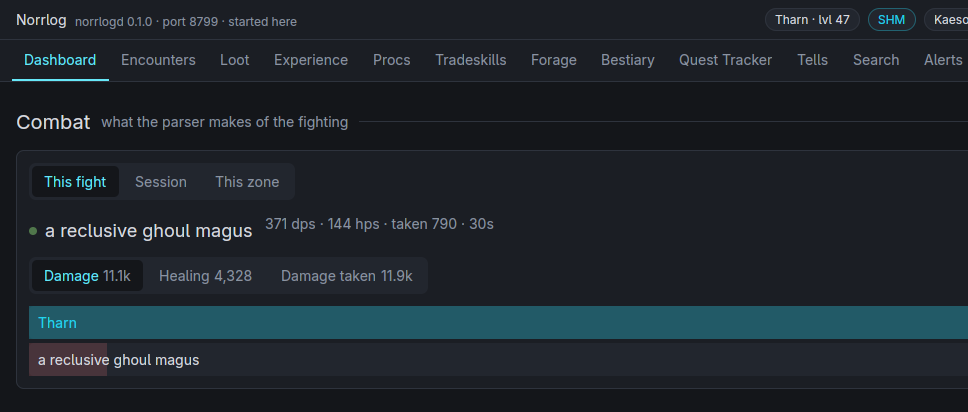 Norrlog norrlogd 0.1.0 · port 8799 · started here
Tharn · lvl 47 SHM
Dashboard Encounters Loot Experience Procs Tradeskills Forage Bestiary Quest Tracker Tells Search Alerts
Combat what the parser makes of the fighting
This fight Session This zone
a reclusive ghoul magus 371 dps · 144 hps · taken 790 · 30s
Damage 11.1k Healing 4,328 Damage taken 11.9k
Tharn
a reclusive ghoul magus